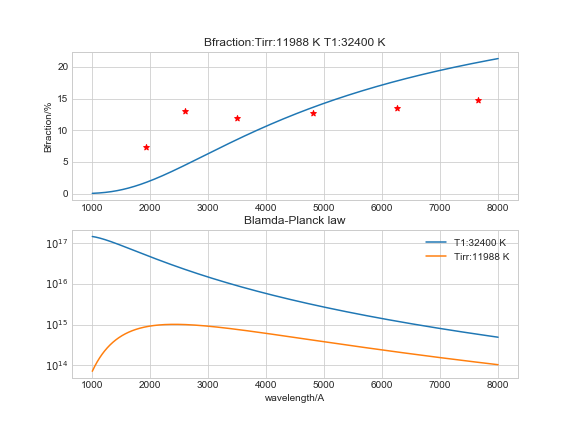 Bfraction:Tirr:11988 K T1:32400 K
Bfraction/%
20
15
10
5
0
1000 2000 3000 4000 5000 6000 7000 8000
Blamda-Planck law
T1:32400 K
Tirr:11988 K
10^17
10^16
10^15
10^14
1000 2000 3000 4000 5000 6000 7000 8000
wavelength/A